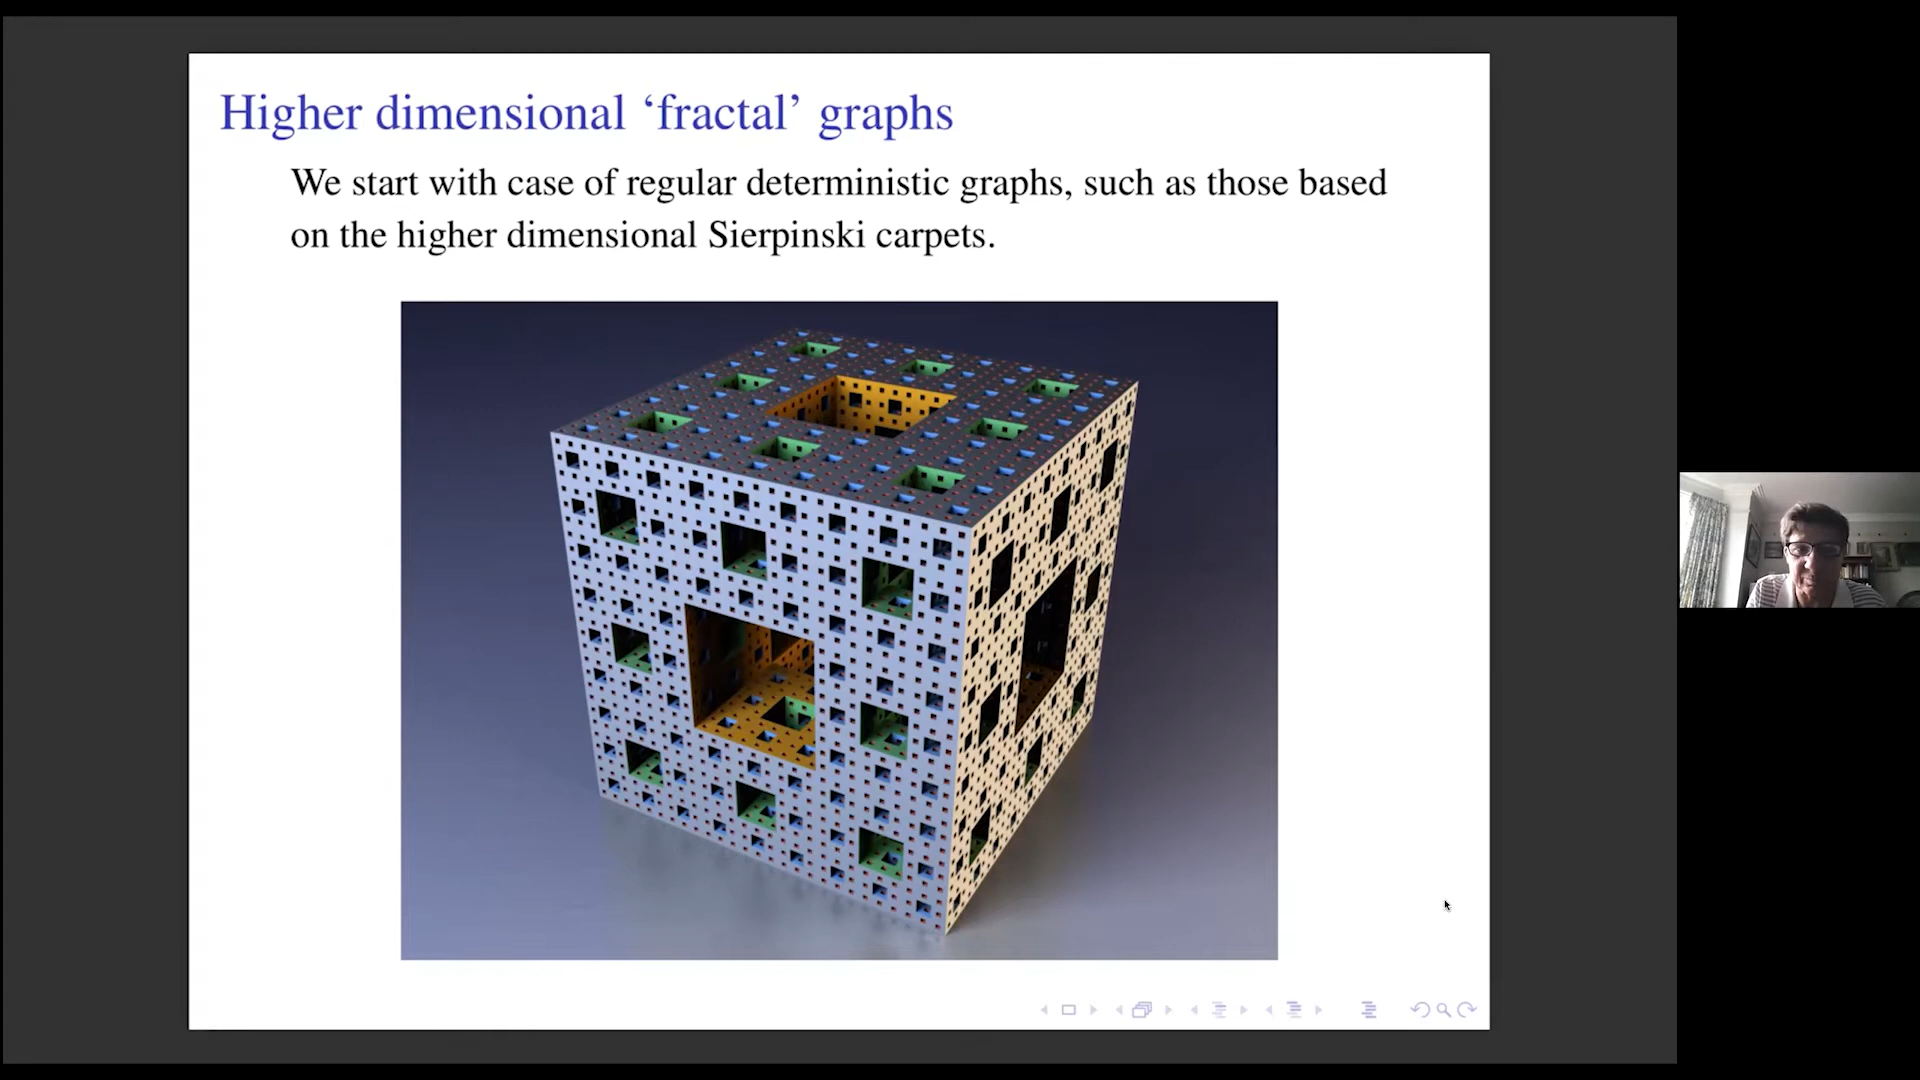 Higher dimensional ‘fractal’ graphs
We start with case of regular deterministic graphs, such as those based
on the higher dimensional Sierpinski carpets.